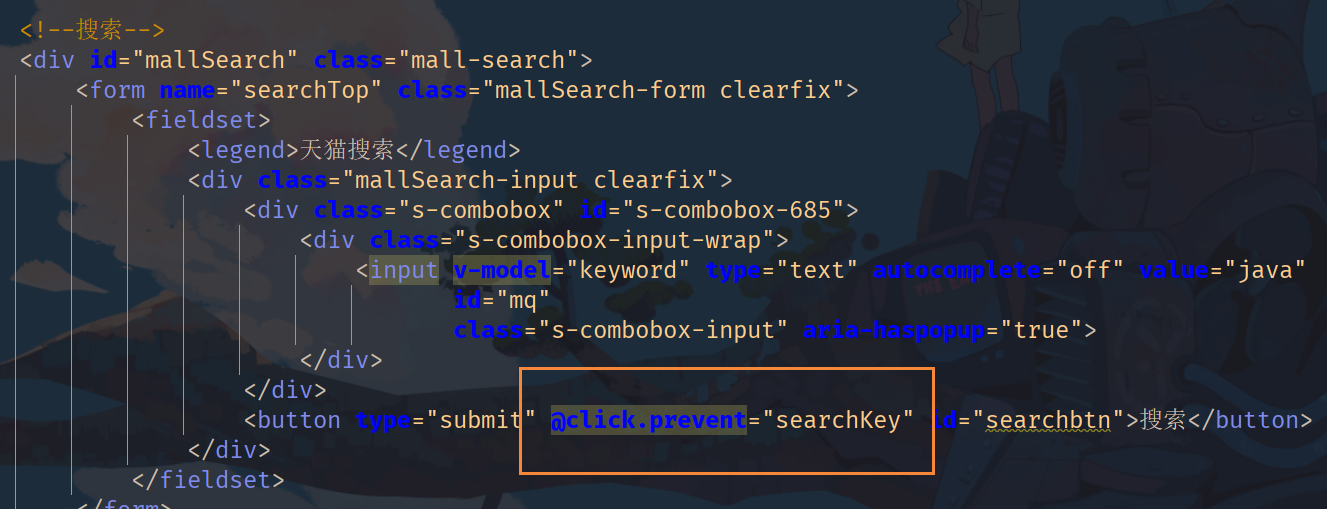 <!--搜索-->
<div id="mallSearch" class="mall-search">
<form name="searchTop" class="mallSearch-form clearfix">
<fieldset>
<legend>天猫搜索</legend>
<div class="mallSearch-input clearfix">
<div class="s-combobox" id="s-combobox-685">
<div class="s-combobox-input-wrap">
<input v-model="keyword" type="text" autocomplete="off" value="java"
id="mq"
class="s-combobox-input" aria-haspopup="true">
</div>
</div>
<button type="submit" @click.prevent="searchKey" id="searchbtn">搜索</button>
</div>
</fieldset>
</form>